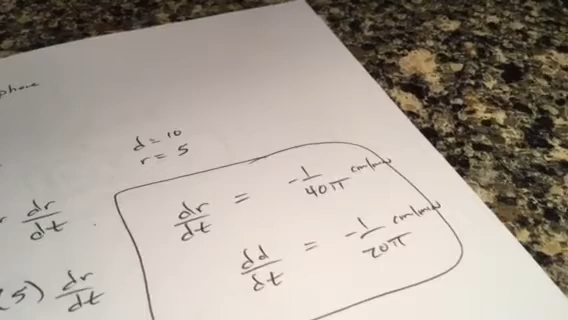 d = 10
r = 5
dr/dt = -1/40π cm/min
dr/dt
dd/dt = -1/20π cm/min
(5) dr/dt